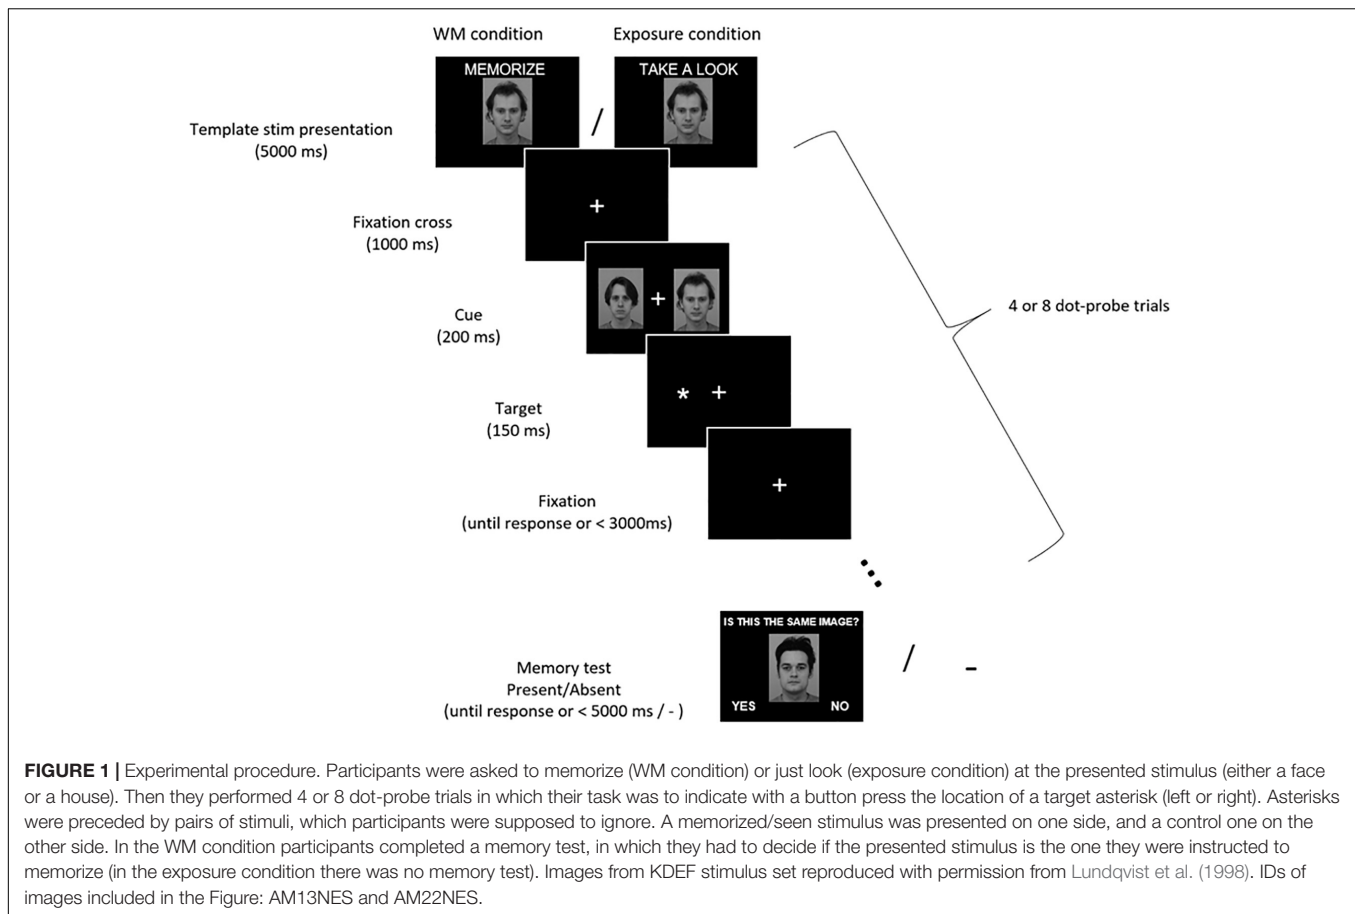 WM condition
Exposure condition
MEMORIZE
TAKE A LOOK
/
Template stim presentation
(5000 ms)
+
Fixation cross
(1000 ms)
+
Cue
(200 ms)
4 or 8 dot-probe trials
* +
Target
(150 ms)
+
Fixation
(until response or < 3000ms)
IS THIS THE SAME IMAGE?
/ -
Memory test
Present/Absent
(until response or < 5000 ms / - )
YES NO
FIGURE 1 | Experimental procedure. Participants were asked to memorize (WM condition) or just look (exposure condition) at the presented stimulus (either a face
or a house). Then they performed 4 or 8 dot-probe trials in which their task was to indicate with a button press the location of a target asterisk (left or right). Asterisks
were preceded by pairs of stimuli, which participants were supposed to ignore. A memorized/seen stimulus was presented on one side, and a control one on the
other side. In the WM condition participants completed a memory test, in which they had to decide if the presented stimulus is the one they were instructed to
memorize (in the exposure condition there was no memory test). Images from KDEF stimulus set reproduced with permission from Lundqvist et al. (1998). IDs of
images included in the Figure: AM13NES and AM22NES.